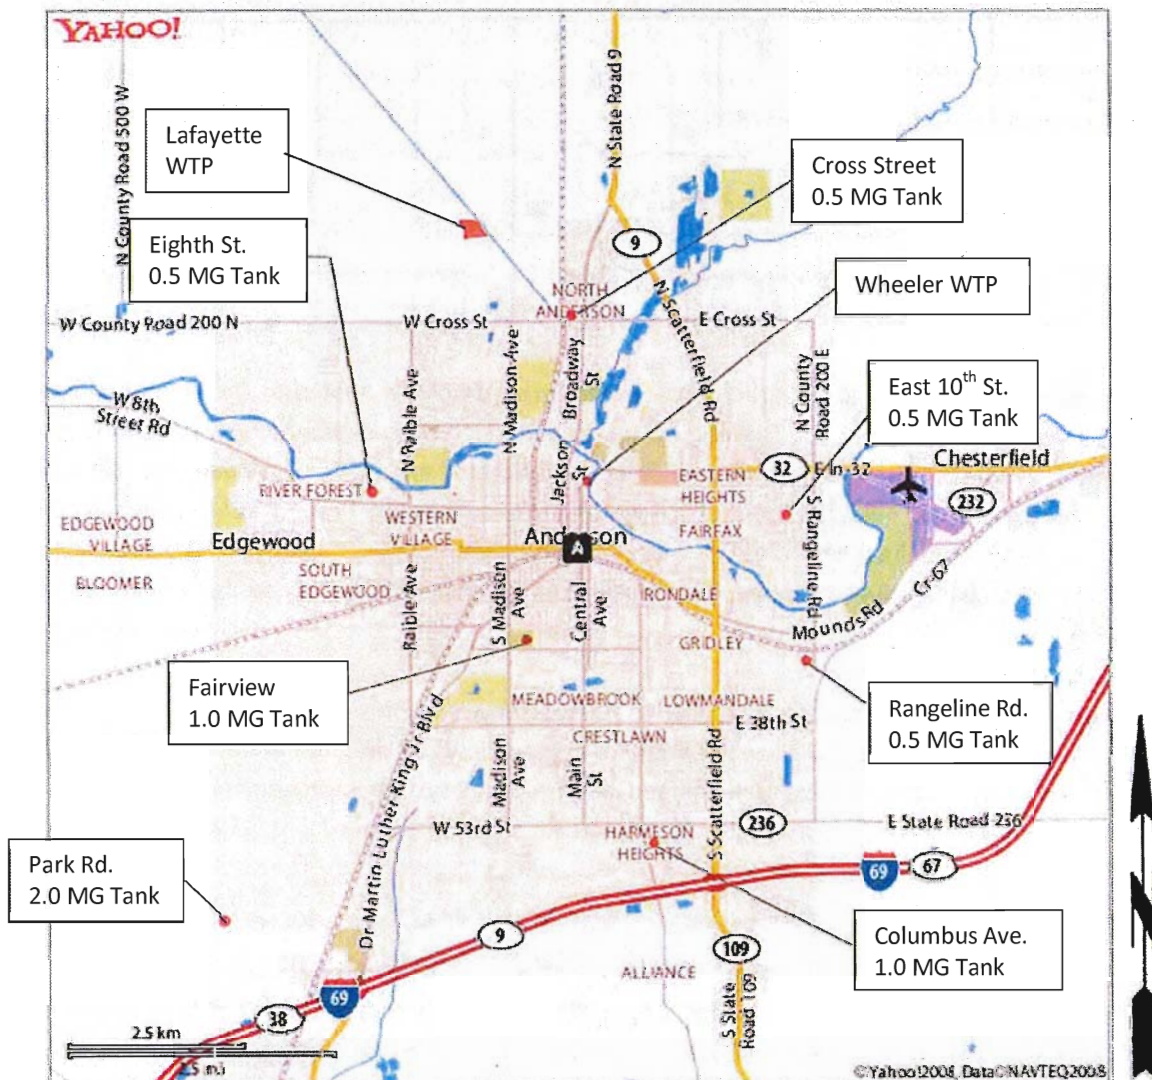 YAHOO!
N County Road 500 W
N State Road 9
Lafayette
WTP
Cross Street
0.5 MG Tank
Eighth St.
0.5 MG Tank
9
Wheeler WTP
NORTH
ANDERSON
N Scatterfield Rd
W County Road 200 N
W Cross St
E Cross St
N Madison Ave
Broadway
St
N Raible Ave
N County
Road 200 E
East 10th St.
0.5 MG Tank
W 8th
Street Rd
Jackson
St
32
E In-32
Chesterfield
RIVER FOREST
EASTERN
HEIGHTS
232
EDGEWOOD
VILLAGE
WESTERN
VILLAGE
FAIRFAX
S Rangeline Rd
Edgewood
Anderson
A
BLOOMER
SOUTH
EDGEWOOD
Raible Ave
S Madison
Ave
Central
Ave
IRONDALE
Cr-67
Mounds Rd
GRIDLEY
Fairview
1.0 MG Tank
MEADOWBROOK
LOWMANDALE
Rangeline Rd.
0.5 MG Tank
E 38th St
CRESTLAWN
Dr Martin Luther King Jr Blvd
Madison
Ave
Main
St
S Scatterfield Rd
W 53rd St
HARMESON
HEIGHTS
236
E State Road 236
69
67
Park Rd.
2.0 MG Tank
9
Columbus Ave.
1.0 MG Tank
109
ALLIANCE
S State
Road 109
69
38
2.5 km
2.5 mi
©Yahoo!2008, Data©NAVTEQ2008